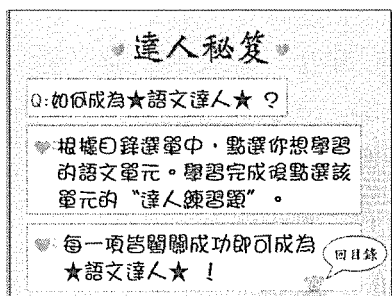 達人秘笈
Q:如何成為★語文達人★ ?
根據目錄選單中，點選你想學習
的語文單元。學習完成後點選該
單元的“達人練習題”。
每一項皆闖關成功即可成為
★語文達人★ !
回目錄